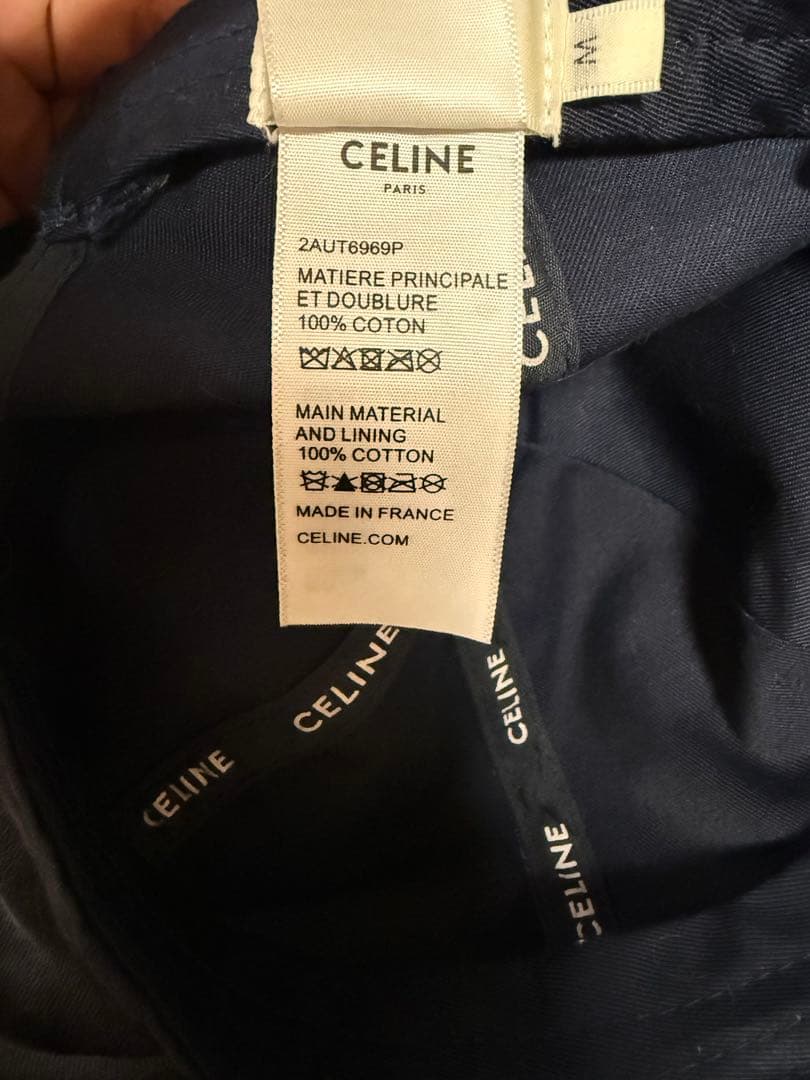 M
CELINE
PARIS
2AUT6969P
MATIERE PRINCIPALE
ET DOUBLURE
100% COTON
MAIN MATERIAL
AND LINING
100% COTTON
MADE IN FRANCE
CELINE.COM
CELINE
CELINE
CELINE
CELINE